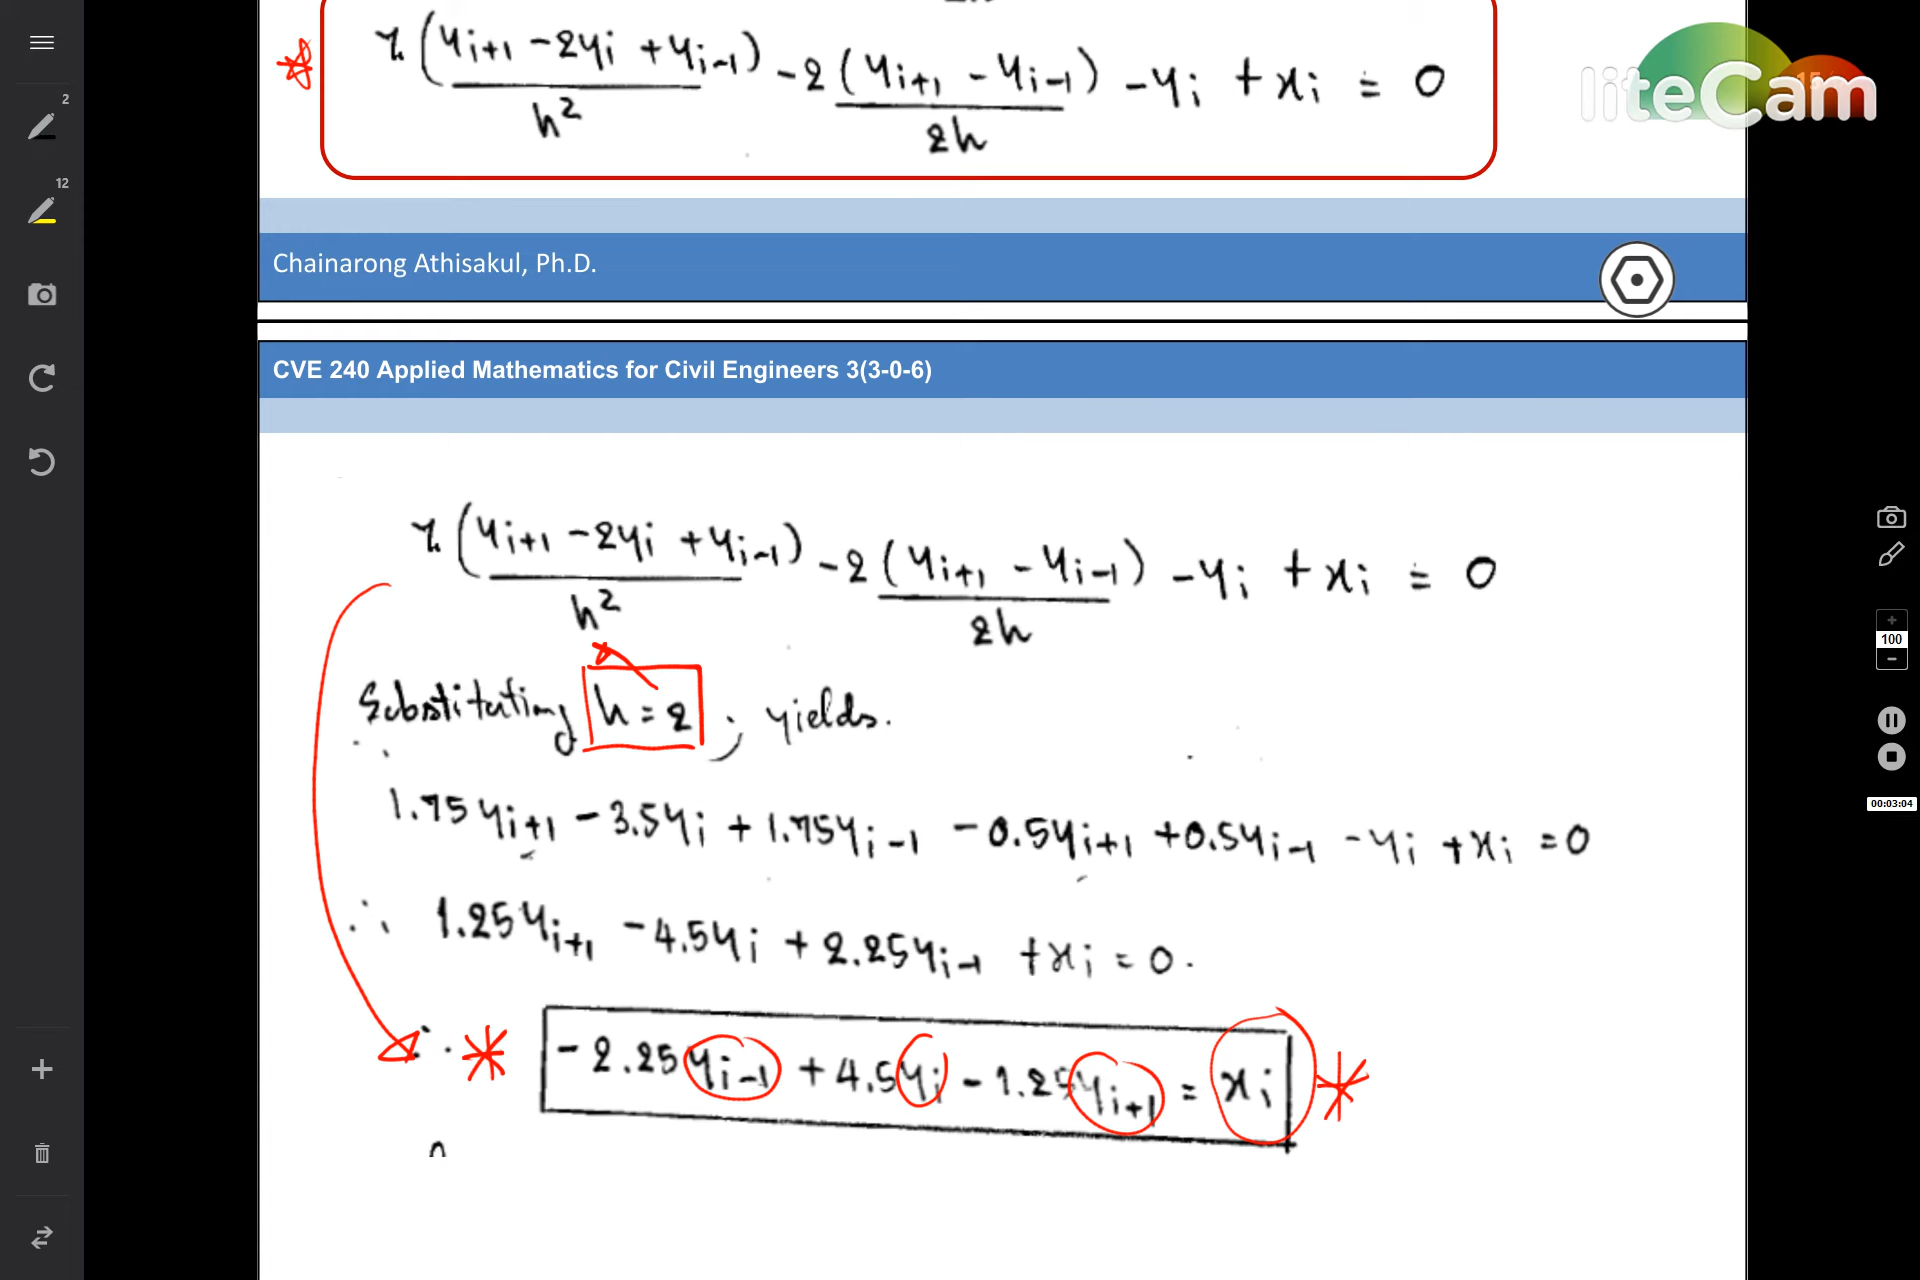 7(yi+1 - 2yi + yi-1)/h² - 2(yi+1 - yi-1)/2h - yi + xi = 0
liteCam
Chainarong Athisakul, Ph.D.
CVE 240 Applied Mathematics for Civil Engineers 3(3-0-6)
7(yi+1 - 2yi + yi-1)/h² - 2(yi+1 - yi-1)/2h - yi + xi = 0
Substituting h = 2 ; yields.
1.75yi+1 - 3.5yi + 1.75yi-1 - 0.5yi+1 + 0.5yi-1 - yi + xi = 0
∴ 1.25yi+1 - 4.5yi + 2.25yi-1 + xi = 0.
∴ - 2.25yi-1 + 4.5yi - 1.25yi+1 = xi
2
12
100
00:03:04